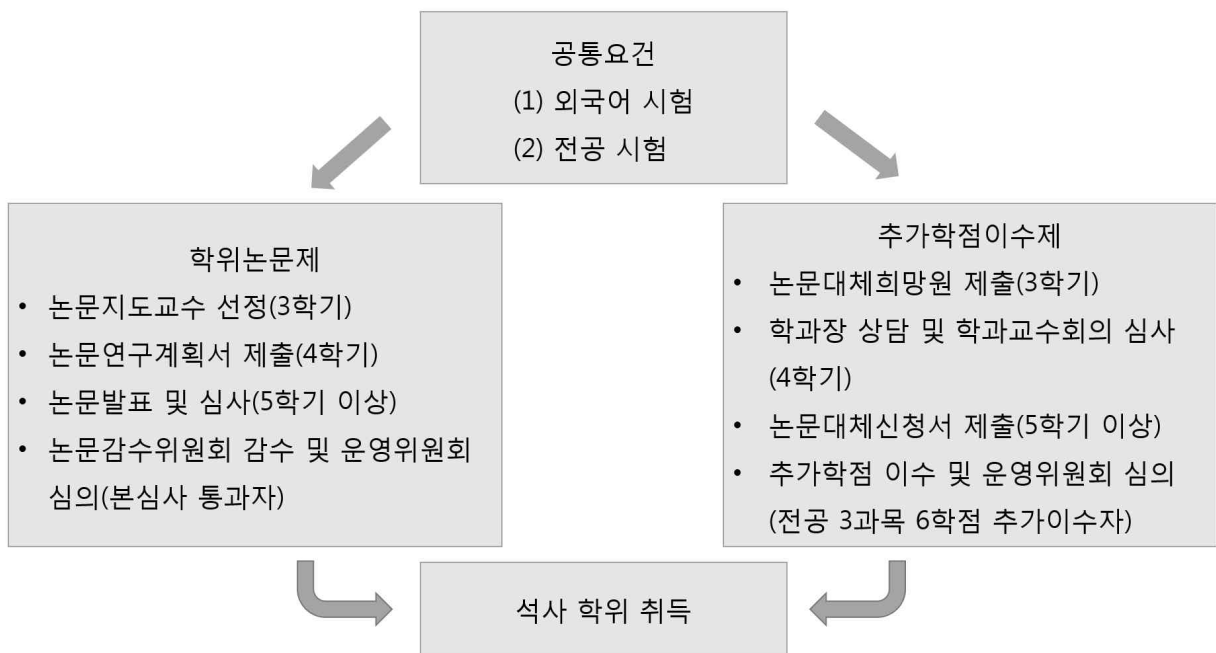 공통요건
(1) 외국어 시험
(2) 전공 시험
학위논문제
• 논문지도교수 선정(3학기)
• 논문연구계획서 제출(4학기)
• 논문발표 및 심사(5학기 이상)
• 논문감수위원회 감수 및 운영위원회
심의(본심사 통과자)
추가학점이수제
• 논문대체희망원 제출(3학기)
• 학과장 상담 및 학과교수회의 심사
(4학기)
• 논문대체신청서 제출(5학기 이상)
• 추가학점 이수 및 운영위원회 심의
(전공 3과목 6학점 추가이수자)
석사 학위 취득